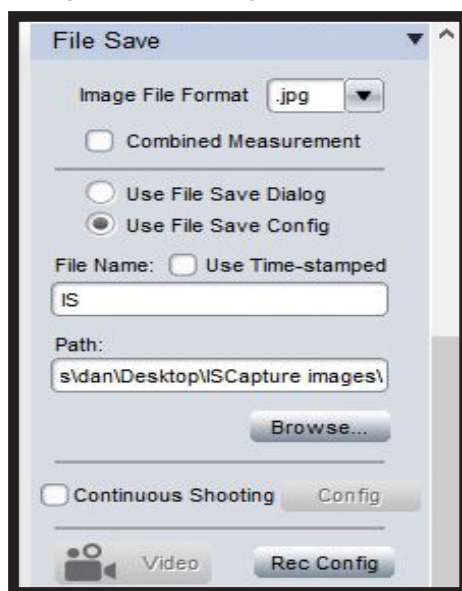 File Save
Image File Format .jpg
Combined Measurement
Use File Save Dialog
Use File Save Config
File Name: Use Time-stamped
IS
Path:
s\dan\Desktop\ISCapture images\
Browse...
Continuous Shooting Config
Video Rec Config